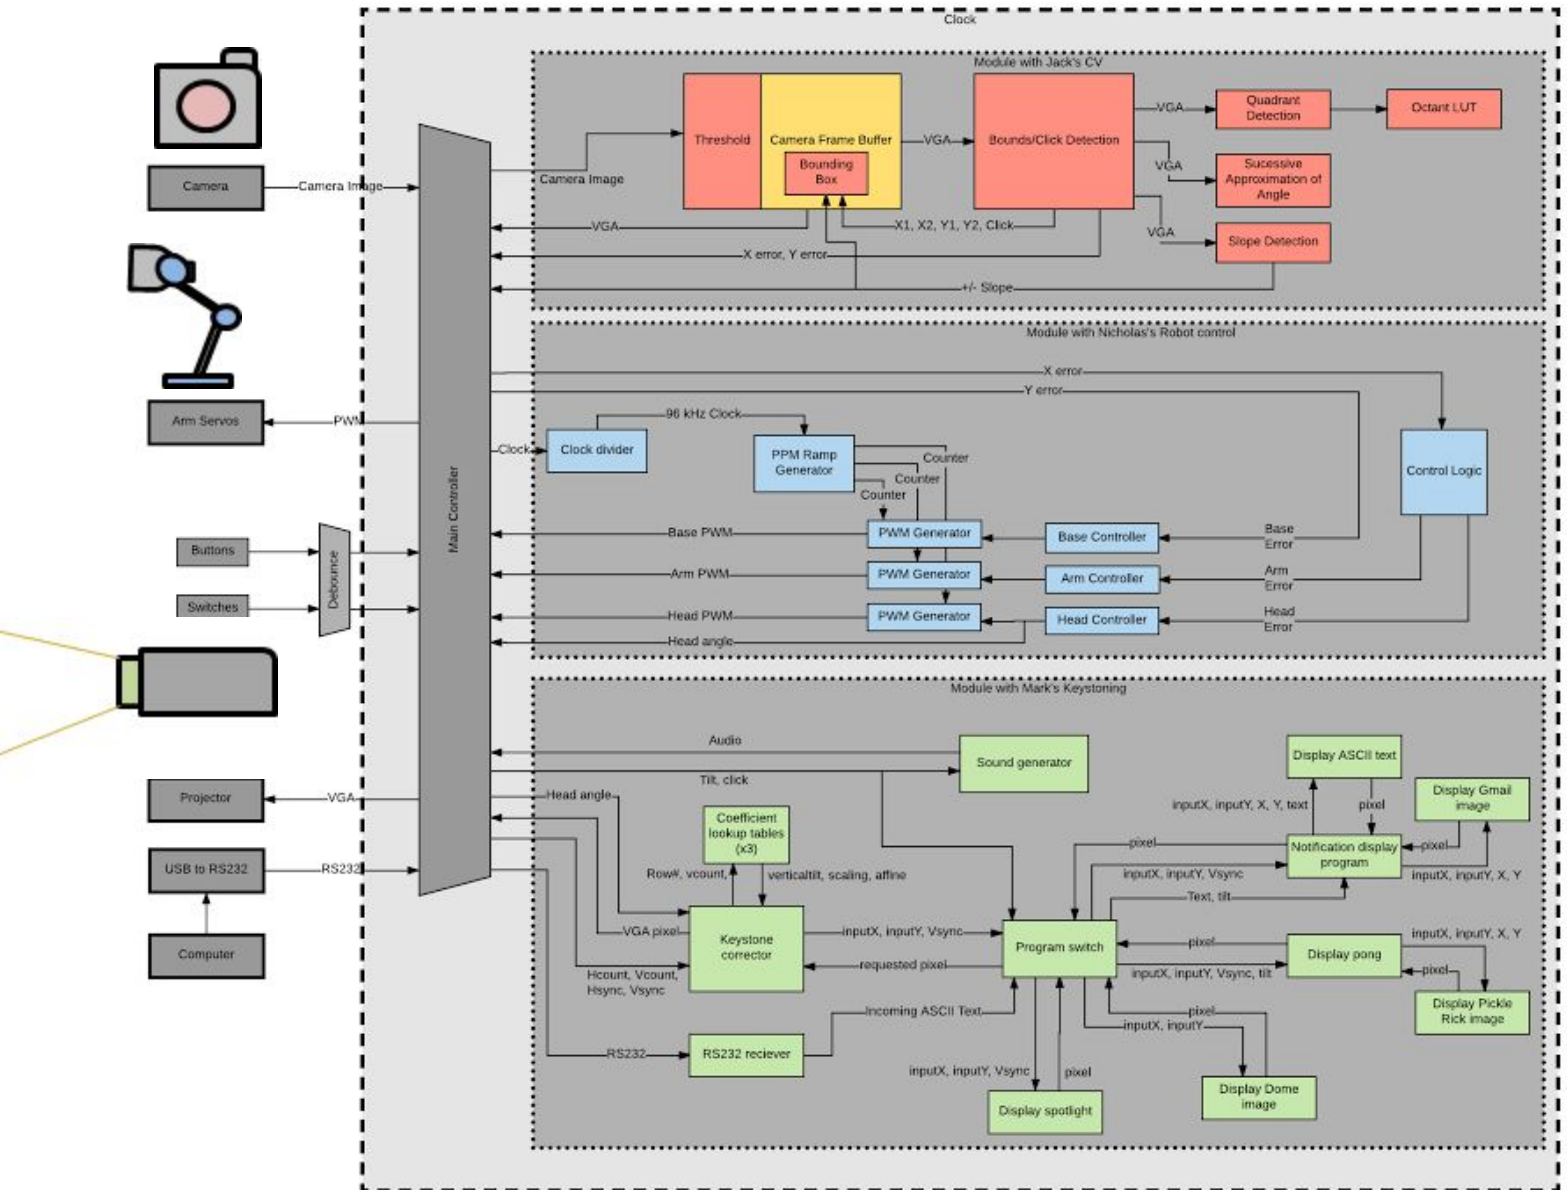 Clock
Module with Jack's CV
Threshold
Camera Frame Buffer
Bounding
Box
VGA
Bounds/Click Detection
VGA
Quadrant
Detection
Octant LUT
VGA
Sucessive
Approximation of
Angle
VGA
Slope Detection
Camera Image
VGA
X1, X2, Y1, Y2, Click
X error, Y error
+/- Slope
Camera
Camera Image
Arm Servos
PWM
Buttons
Switches
Debounce
Main Controller
Projector
VGA
USB to RS232
RS232
Computer
Module with Nicholas's Robot control
X error
Y error
96 kHz Clock
Clock
Clock divider
PPM Ramp
Generator
Counter
Counter
Counter
Control Logic
Base PWM
PWM Generator
Base Controller
Base
Error
Arm PWM
PWM Generator
Arm Controller
Arm
Error
Head PWM
PWM Generator
Head Controller
Head
Error
Head angle
Module with Mark's Keystoning
Audio
Sound generator
Tilt, click
Head angle
Coefficient
lookup tables
(x3)
Row#, vcount,
verticaltilt, scaling, affine
VGA pixel
Keystone
corrector
Hcount, Vcount,
Hsync, Vsync
inputX, inputY, Vsync
requested pixel
Program switch
Incoming ASCII Text
RS232
RS232 reciever
Display ASCII text
inputX, inputY, X, Y, text
pixel
Display Gmail
image
pixel
Notification display
program
pixel
inputX, inputY, Vsync
inputX, inputY, X, Y
Text, tilt
pixel
Display pong
inputX, inputY, X, Y
inputX, inputY, Vsync, tilt
pixel
Display Pickle
Rick image
pixel
inputX, inputY
inputX, inputY, Vsync
pixel
Display spotlight
Display Dome
image